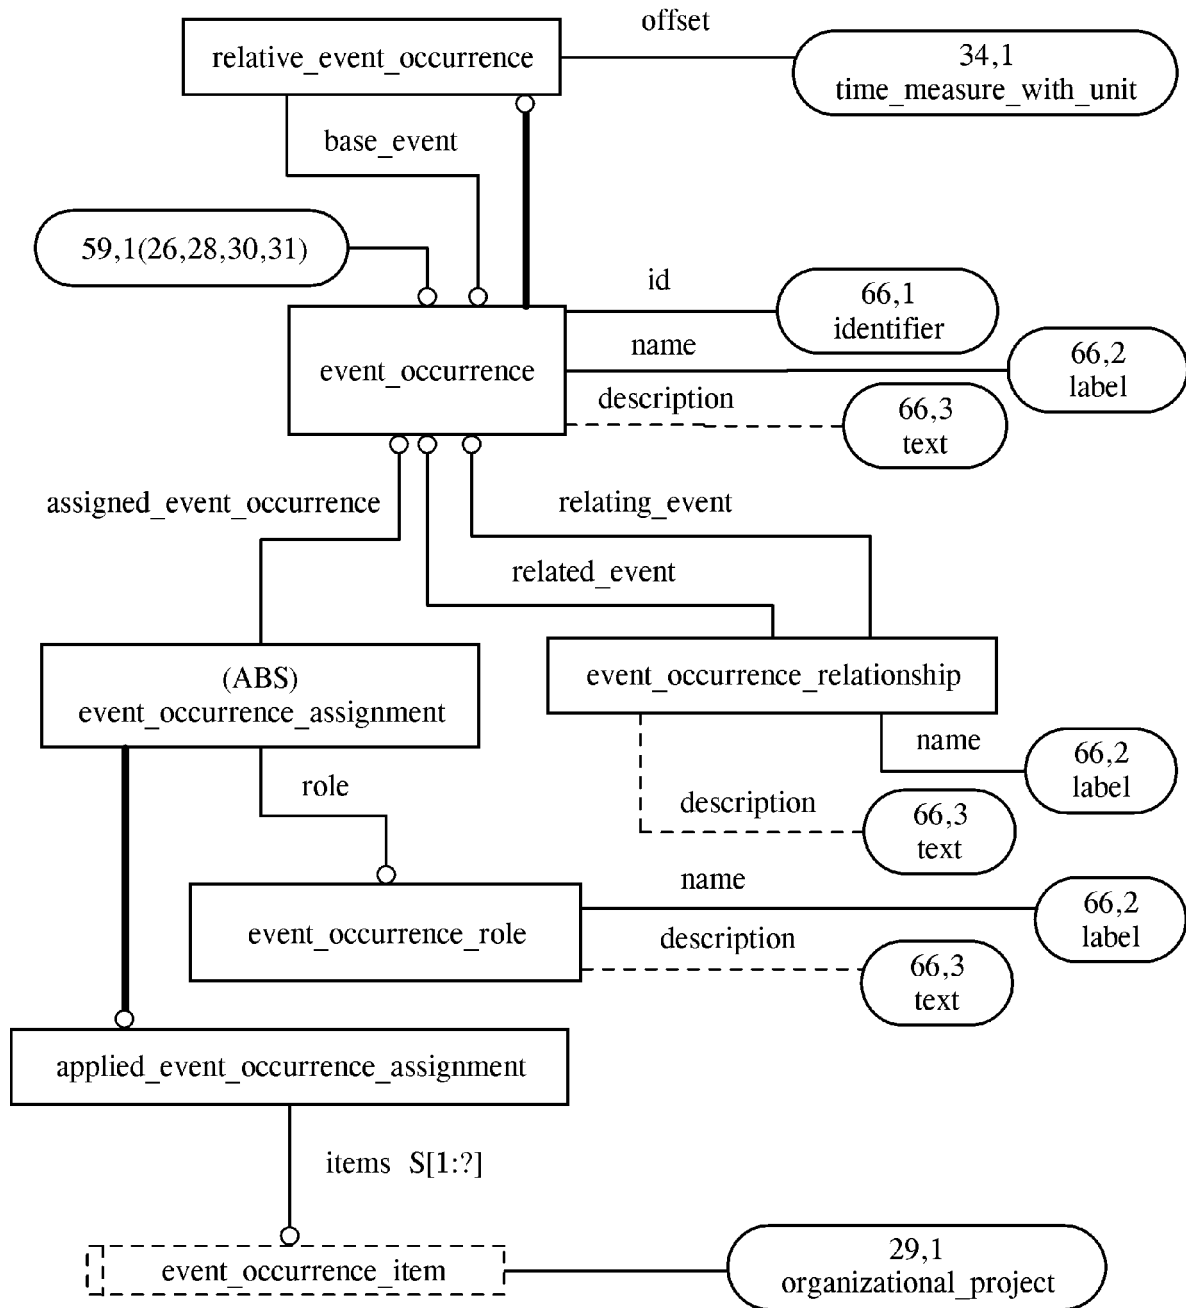 offset
relative_event_occurrence
34,1
time_measure_with_unit
base_event
59,1(26,28,30,31)
id
66,1
identifier
name
66,2
label
event_occurrence
description
66,3
text
assigned_event_occurrence
relating_event
related_event
(ABS)
event_occurrence_assignment
event_occurrence_relationship
name
66,2
label
role
description
66,3
text
name
66,2
label
event_occurrence_role
description
66,3
text
applied_event_occurrence_assignment
items S[1:?]
event_occurrence_item
29,1
organizational_project